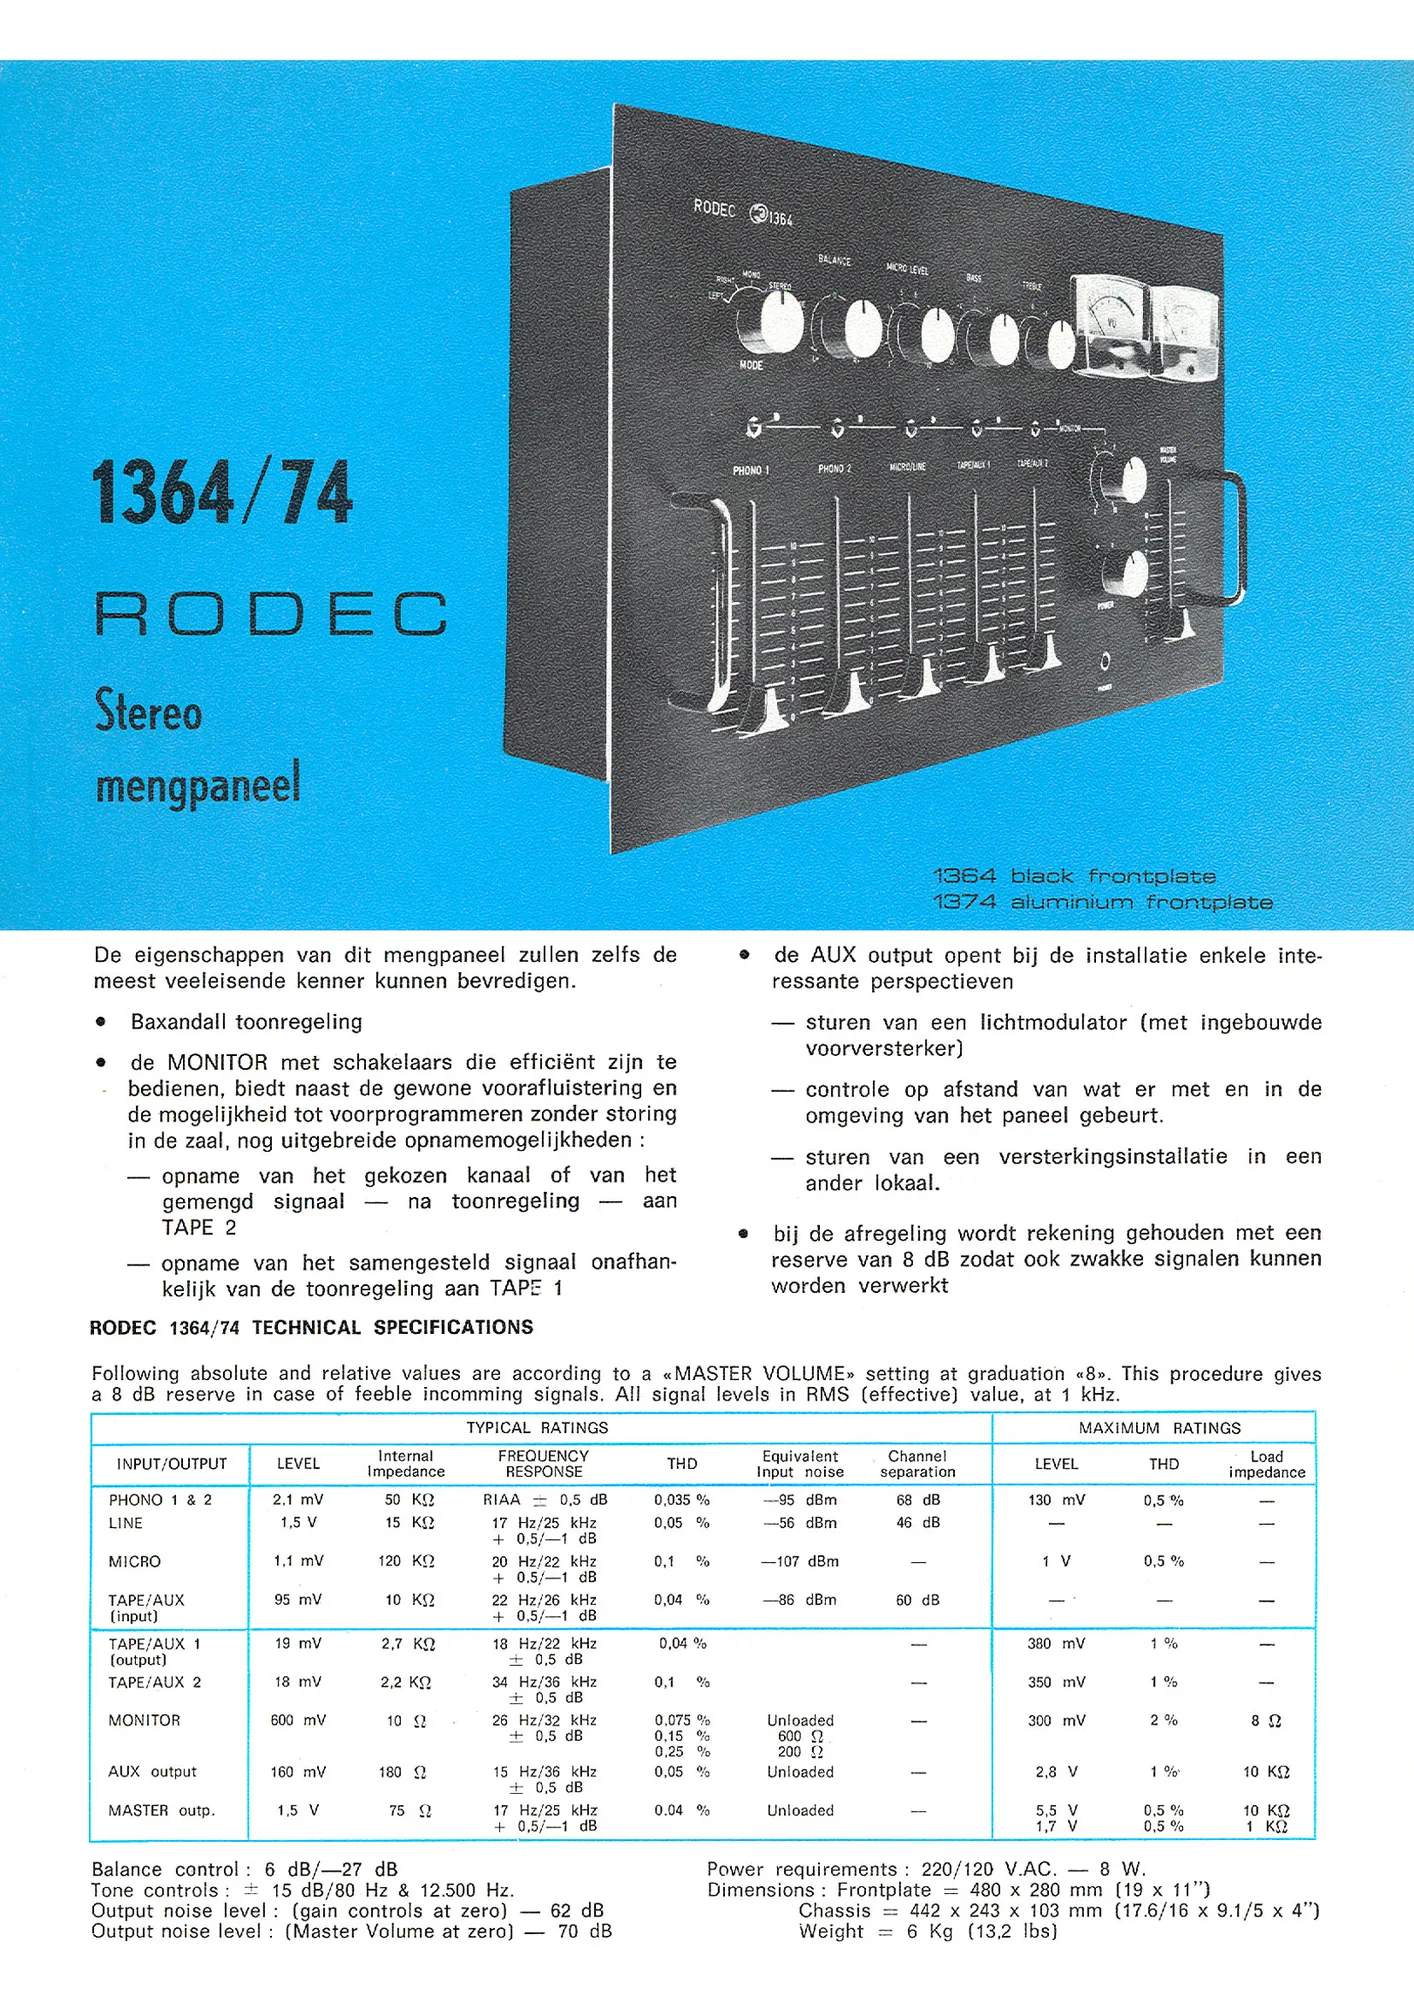 RODEC 1364
BALANCE
MICRO LEVEL
BASS
TREBLE
MONO
RIGHT
STEREO
LEFT
MODE
VU
VU
MONITOR
MASTER
VOLUME
PHONO 1
PHONO 2
MICRO/LINE
TAPE/AUX 1
TAPE/AUX 2
POWER
1364/74
RODEC
Stereo
mengpaneel
1364 black frontplate
1374 aluminium frontplate
De eigenschappen van dit mengpaneel zullen zelfs de
meest veeleisende kenner kunnen bevredigen.
• Baxandall toonregeling
• de MONITOR met schakelaars die efficiënt zijn te
bedienen, biedt naast de gewone voorafluistering en
de mogelijkheid tot voorprogrammeren zonder storing
in de zaal, nog uitgebreide opnamemogelijkheden :
— opname van het gekozen kanaal of van het
gemengd signaal — na toonregeling — aan
TAPE 2
— opname van het samengesteld signaal onafhan-
kelijk van de toonregeling aan TAPE 1
• de AUX output opent bij de installatie enkele inte-
ressante perspectieven
— sturen van een lichtmodulator (met ingebouwde
voorversterker)
— controle op afstand van wat er met en in de
omgeving van het paneel gebeurt.
— sturen van een versterkingsinstallatie in een
ander lokaal.
• bij de afregeling wordt rekening gehouden met een
reserve van 8 dB zodat ook zwakke signalen kunnen
worden verwerkt
RODEC 1364/74 TECHNICAL SPECIFICATIONS
Following absolute and relative values are according to a «MASTER VOLUME» setting at graduation «8». This procedure gives
a 8 dB reserve in case of feeble incomming signals. All signal levels in RMS (effective) value, at 1 kHz.
TYPICAL RATINGS MAXIMUM RATINGS
INPUT/OUTPUT LEVEL Internal Impedance FREQUENCY RESPONSE THD Equivalent Input noise Channel separation LEVEL THD Load impedance
PHONO 1 & 2 2,1 mV 50 KΩ RIAA ± 0,5 dB 0,035 % —95 dBm 68 dB 130 mV 0,5 % —
LINE 1,5 V 15 KΩ 17 Hz/25 kHz 0,05 % —56 dBm 46 dB — — —
+ 0,5/—1 dB
MICRO 1,1 mV 120 KΩ 20 Hz/22 kHz 0,1 % —107 dBm — 1 V 0,5 % —
+ 0,5/—1 dB
TAPE/AUX 95 mV 10 KΩ 22 Hz/26 kHz 0,04 % —86 dBm 60 dB — — —
(input) + 0,5/—1 dB
TAPE/AUX 1 19 mV 2,7 KΩ 18 Hz/22 kHz 0,04 % — 380 mV 1 % —
(output) ± 0,5 dB
TAPE/AUX 2 18 mV 2,2 KΩ 34 Hz/36 kHz 0,1 % — 350 mV 1 % —
± 0,5 dB
MONITOR 600 mV 10 Ω 26 Hz/32 kHz 0,075 % Unloaded — 300 mV 2 % 8 Ω
± 0,5 dB 0,15 % 600 Ω
0,25 % 200 Ω
AUX output 160 mV 180 Ω 15 Hz/36 kHz 0,05 % Unloaded — 2,8 V 1 % 10 KΩ
± 0,5 dB
MASTER outp. 1,5 V 75 Ω 17 Hz/25 kHz 0.04 % Unloaded — 5,5 V 0,5 % 10 KΩ
+ 0,5/—1 dB 1,7 V 0,5 % 1 KΩ
Balance control : 6 dB/—27 dB
Tone controls : ± 15 dB/80 Hz & 12.500 Hz.
Output noise level : (gain controls at zero) — 62 dB
Output noise level : (Master Volume at zero) — 70 dB
Power requirements : 220/120 V.AC. — 8 W.
Dimensions : Frontplate = 480 x 280 mm (19 x 11")
Chassis = 442 x 243 x 103 mm (17.6/16 x 9.1/5 x 4")
Weight = 6 Kg (13,2 lbs)